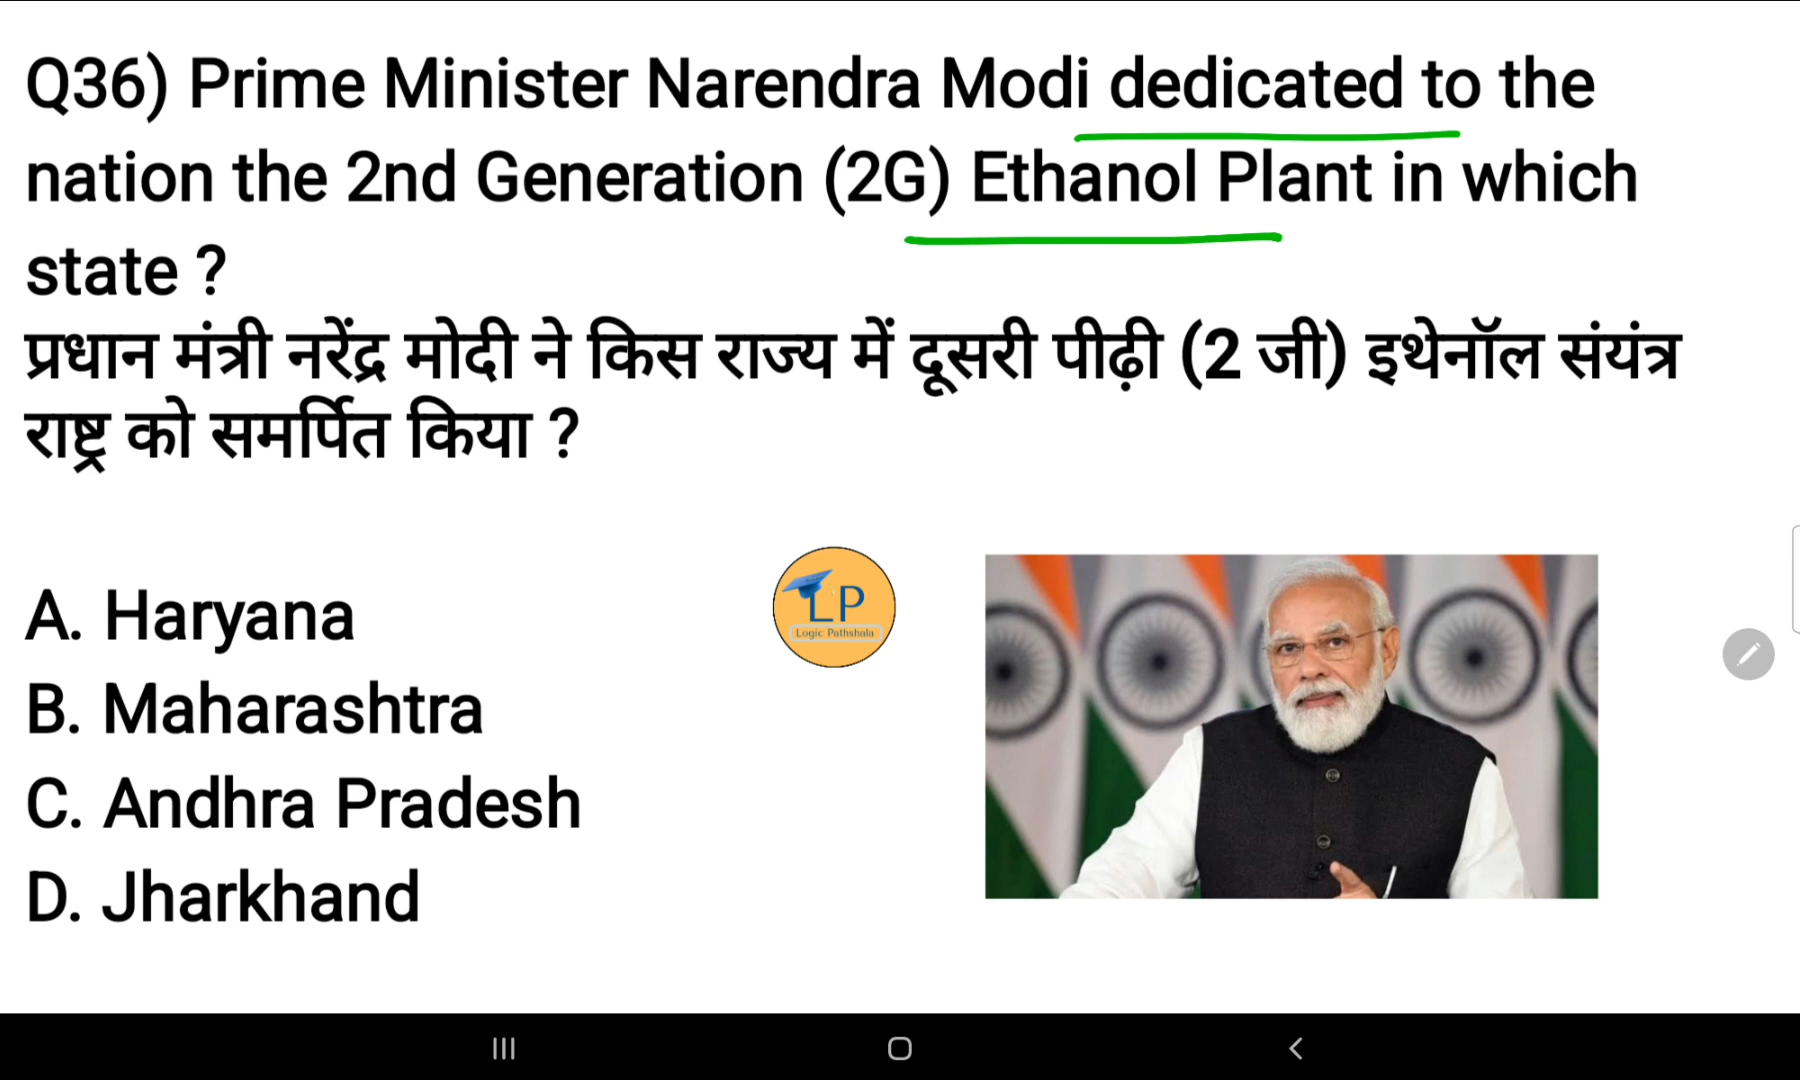 Q36) Prime Minister Narendra Modi dedicated to the
nation the 2nd Generation (2G) Ethanol Plant in which
state ?
प्रधान मंत्री नरेंद्र मोदी ने किस राज्य में दूसरी पीढ़ी (2 जी) इथेनॉल संयंत्र
राष्ट्र को समर्पित किया ?
A. Haryana
B. Maharashtra
C. Andhra Pradesh
D. Jharkhand
LP
Logic Pathshala